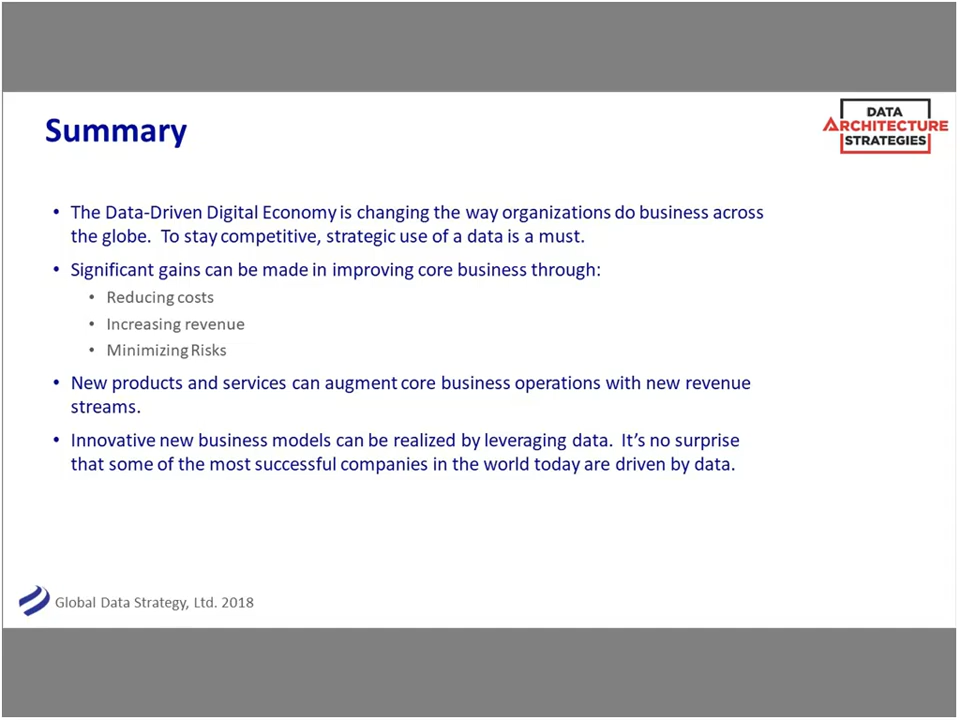 Summary
DATA
ARCHITECTURE
STRATEGIES
• The Data-Driven Digital Economy is changing the way organizations do business across
the globe.  To stay competitive, strategic use of a data is a must.
• Significant gains can be made in improving core business through:
• Reducing costs
• Increasing revenue
• Minimizing Risks
• New products and services can augment core business operations with new revenue
streams.
• Innovative new business models can be realized by leveraging data.  It’s no surprise
that some of the most successful companies in the world today are driven by data.
Global Data Strategy, Ltd. 2018